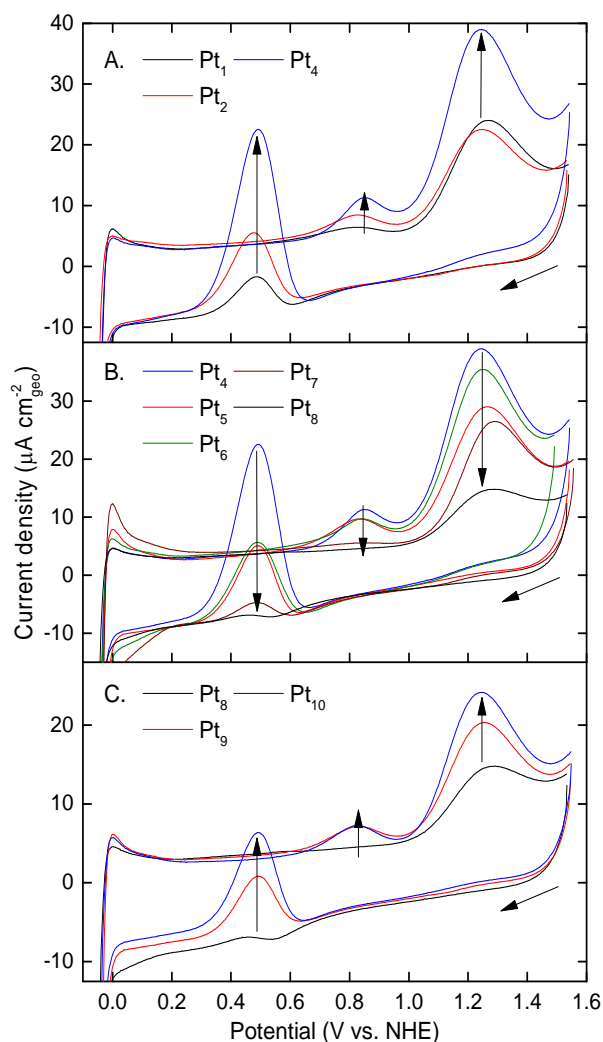 A.
Pt1 Pt4
Pt2
40
30
20
10
0
-10
B.
Pt4 Pt7
Pt5 Pt8
Pt6
30
20
10
0
-10
Current density (μA cm-2geo)
C.
Pt8 Pt10
Pt9
20
10
0
-10
0.0 0.2 0.4 0.6 0.8 1.0 1.2 1.4 1.6
Potential (V vs. NHE)